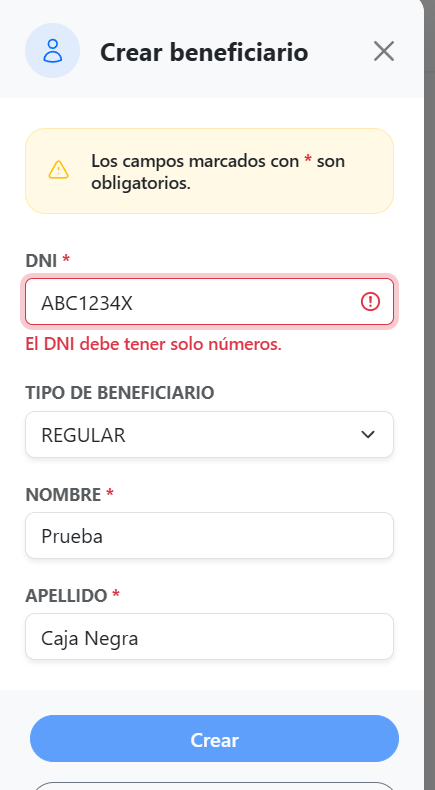 Crear beneficiario
Los campos marcados con * son
obligatorios.
DNI *
ABC1234X
El DNI debe tener solo números.
TIPO DE BENEFICIARIO
REGULAR
NOMBRE *
Prueba
APELLIDO *
Caja Negra
Crear